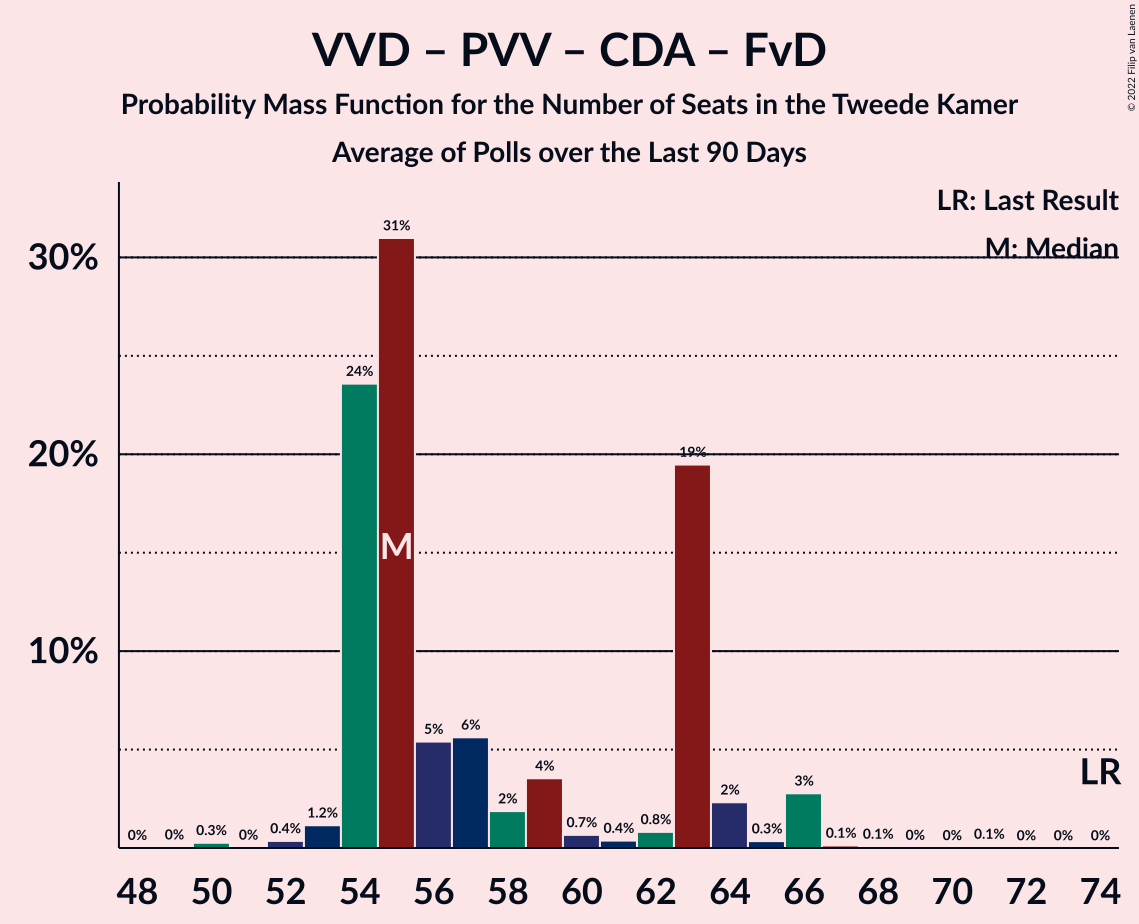 VVD – PVV – CDA – FvD
Probability Mass Function for the Number of Seats in the Tweede Kamer
Average of Polls over the Last 90 Days
© 2022 Filip van Laenen
LR: Last Result
M: Median
30%
20%
10%
0% 0% 0.3% 0% 0.4% 1.2% 24% 31% 5% 6% 2% 4% 0.7% 0.4% 0.8% 19% 2% 0.3% 3% 0.1% 0.1% 0% 0% 0.1% 0% 0% 0%
M
LR
48 50 52 54 56 58 60 62 64 66 68 70 72 74